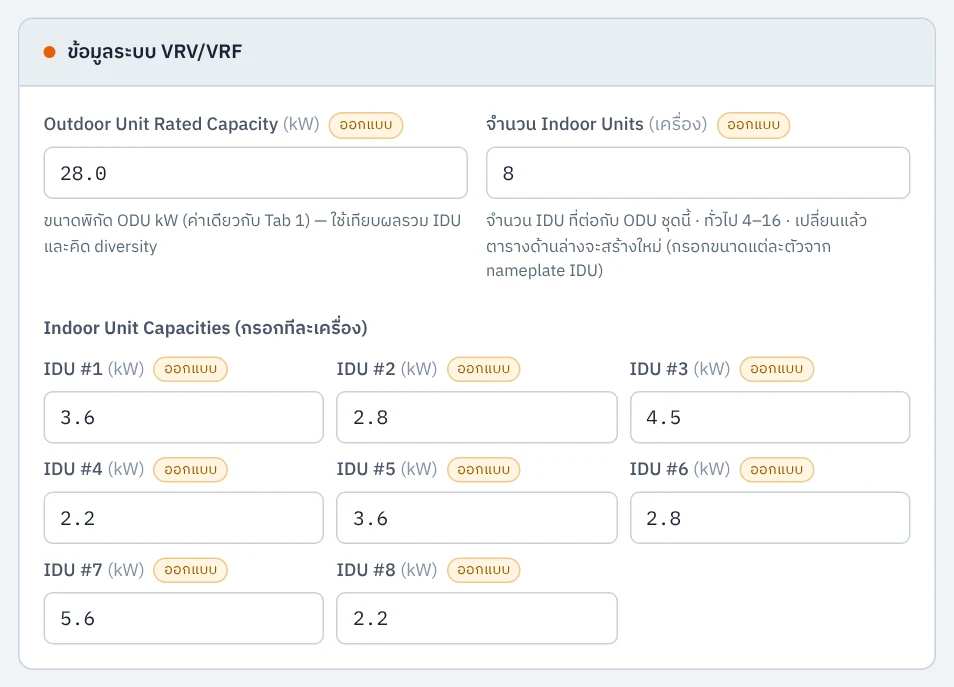 ข้อมูลระบบ VRV/VRF
Outdoor Unit Rated Capacity (kW) ออกแบบ
28.0
ขนาดพิกัด ODU kW (ค่าเดียวกับ Tab 1) — ใช้เทียบผลรวม IDU
และคิด diversity
จำนวน Indoor Units (เครื่อง) ออกแบบ
8
จำนวน IDU ที่ต่อกับ ODU ชุดนี้ · ทั่วไป 4–16 · เปลี่ยนแล้ว
ตารางด้านล่างจะสร้างใหม่ (กรอกขนาดแต่ละตัวจาก
nameplate IDU)
Indoor Unit Capacities (กรอกทีละเครื่อง)
IDU #1 (kW) ออกแบบ
3.6
IDU #2 (kW) ออกแบบ
2.8
IDU #3 (kW) ออกแบบ
4.5
IDU #4 (kW) ออกแบบ
2.2
IDU #5 (kW) ออกแบบ
3.6
IDU #6 (kW) ออกแบบ
2.8
IDU #7 (kW) ออกแบบ
5.6
IDU #8 (kW) ออกแบบ
2.2